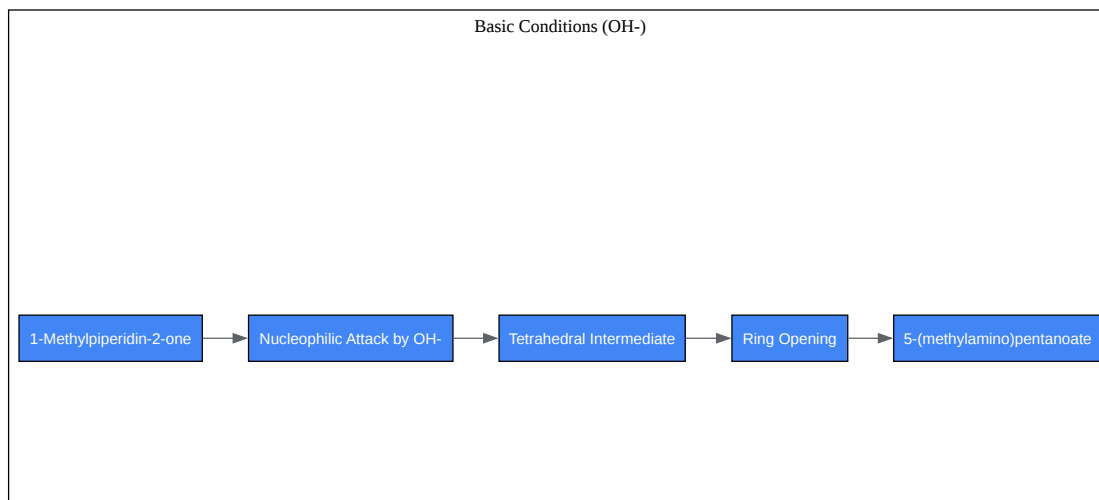 Basic Conditions (OH-)
1-Methylpiperidin-2-one
Nucleophilic Attack by OH-
Tetrahedral Intermediate
Ring Opening
5-(methylamino)pentanoate